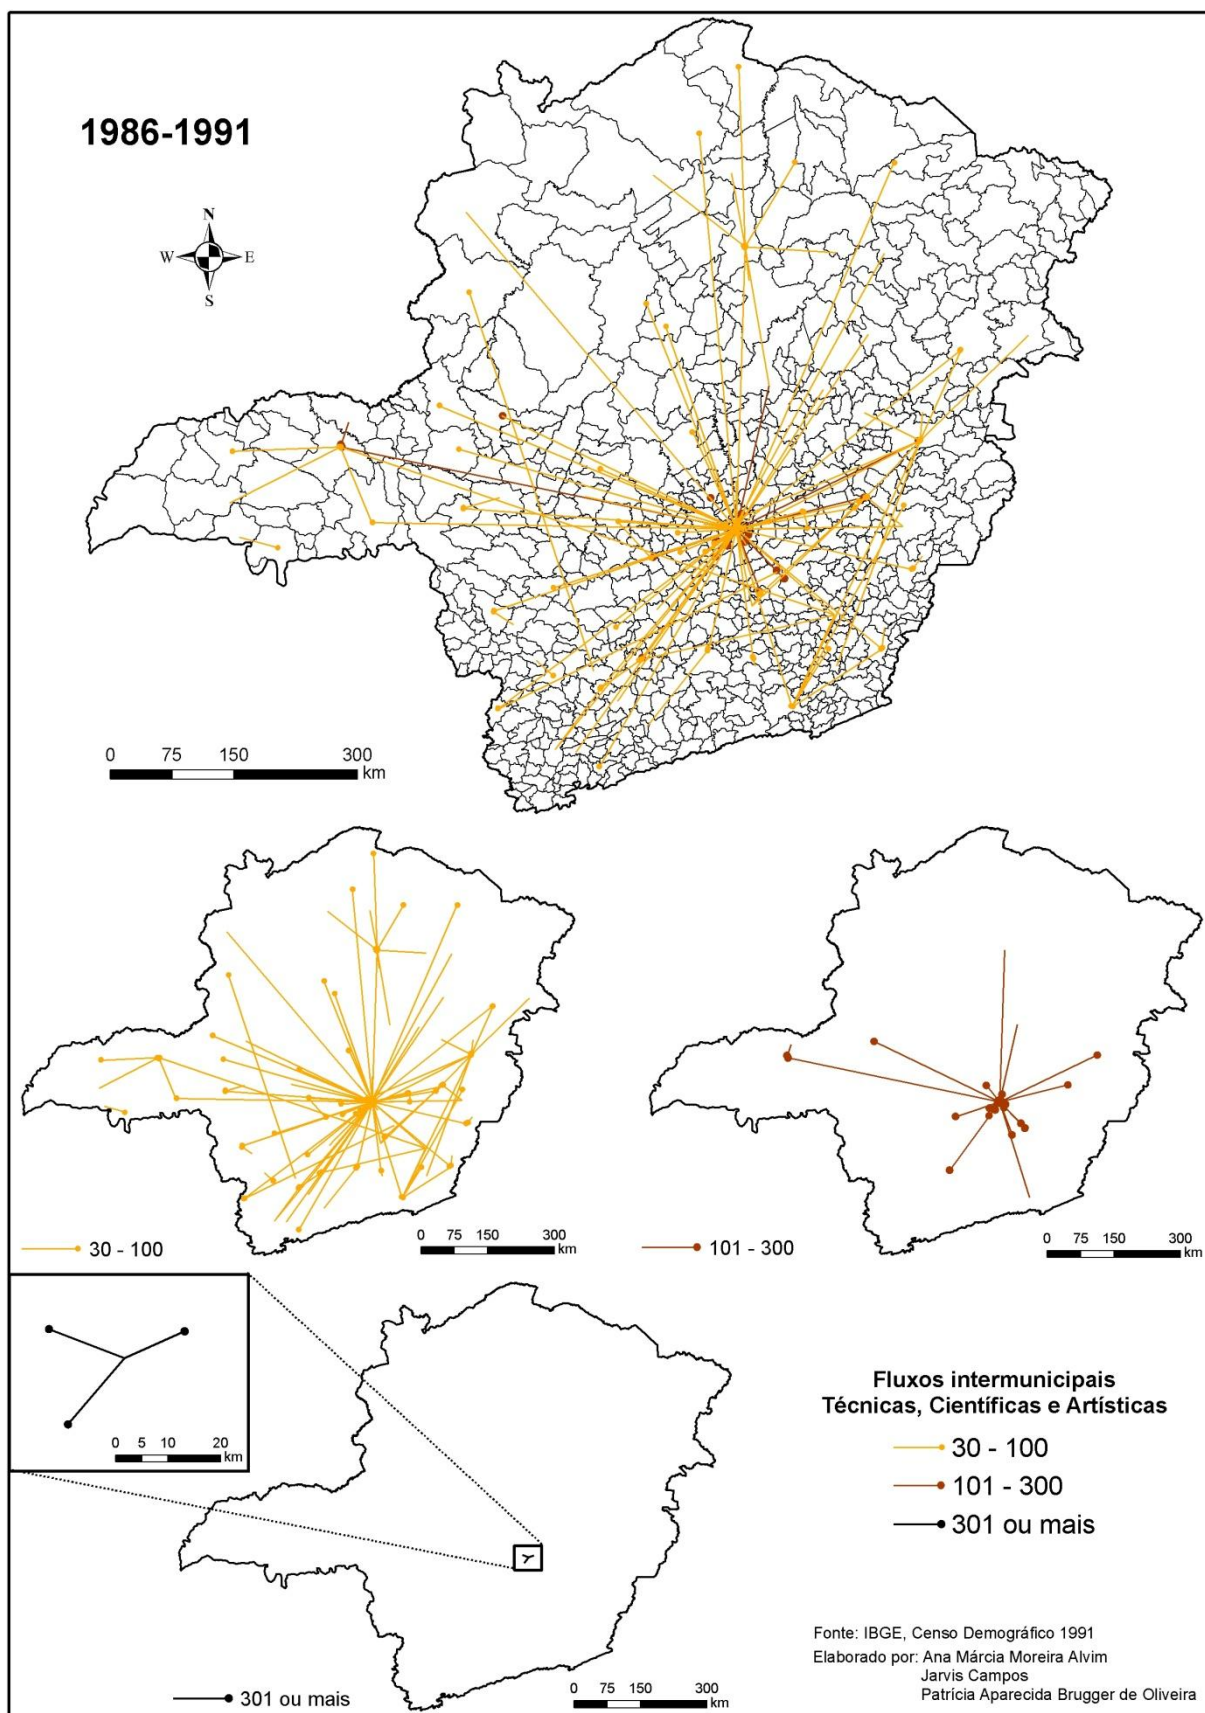 1986-1991
N
W E
S
0 75 150 300
km
30 - 100
0 75 150 300
km
101 - 300
0 75 150 300
km
0 5 10 20
km
Fluxos intermunicipais
Técnicas, Científicas e Artísticas
30 - 100
101 - 300
301 ou mais
301 ou mais
0 75 150 300
km
Fonte: IBGE, Censo Demográfico 1991
Elaborado por: Ana Márcia Moreira Alvim
Jarvis Campos
Patrícia Aparecida Brugger de Oliveira